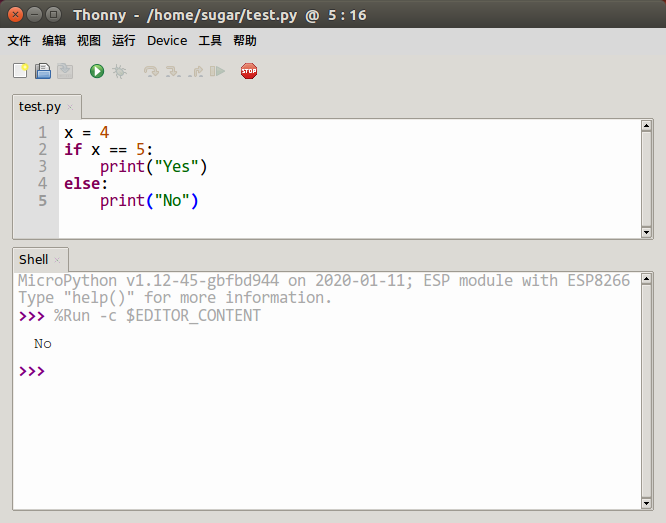 Thonny - /home/sugar/test.py @ 5 : 16
文件 编辑 视图 运行 Device 工具 帮助
STOP
test.py ×
1 x = 4
2 if x == 5:
3     print("Yes")
4 else:
5     print("No")
Shell ×
MicroPython v1.12-45-gbfbd944 on 2020-01-11; ESP module with ESP8266
Type "help()" for more information.
>>> %Run -c $EDITOR_CONTENT
No
>>>